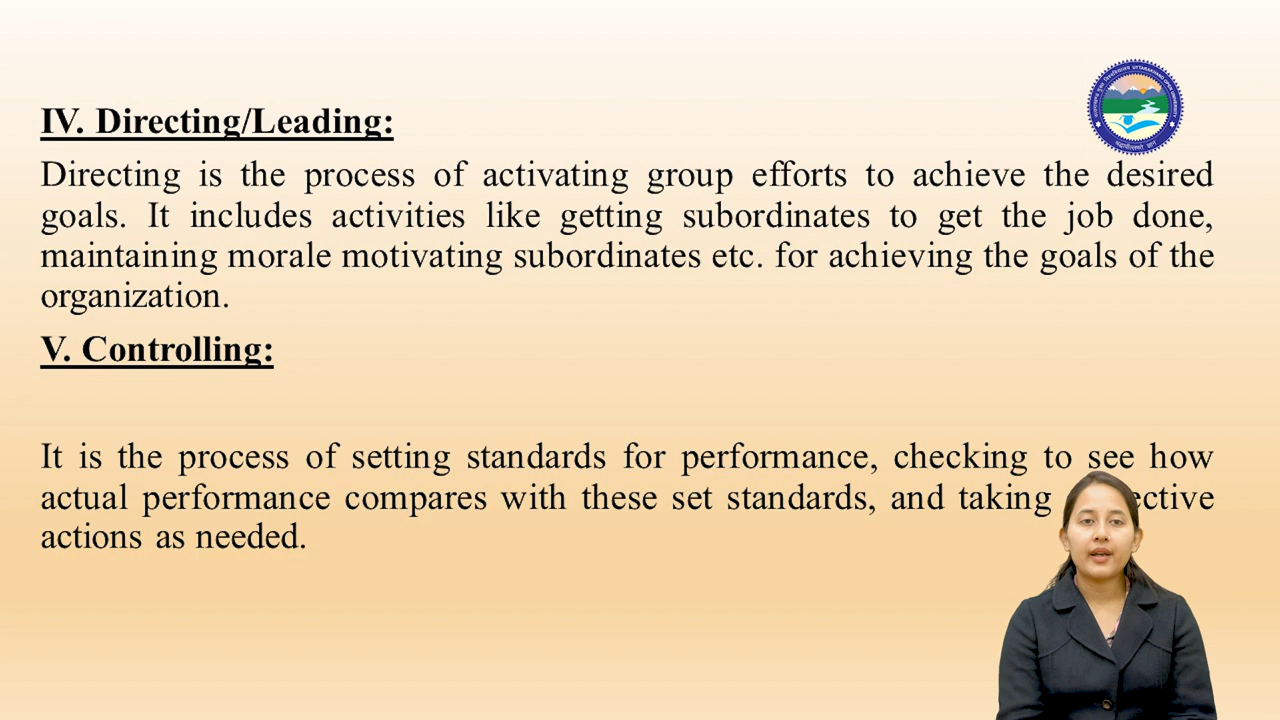 IV. Directing/Leading:
UTTARAKHAND OPEN UNIVERSITY
Directing is the process of activating group efforts to achieve the desired
goals. It includes activities like getting subordinates to get the job done,
maintaining morale motivating subordinates etc. for achieving the goals of the
organization.
V. Controlling:
It is the process of setting standards for performance, checking to see how
actual performance compares with these set standards, and taking ective
actions as needed.